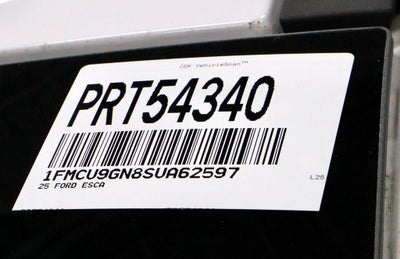 CDK VehicleScan™
PRT54340
1FMCU9GN8SUA62597
25 FORD ESCA
L25